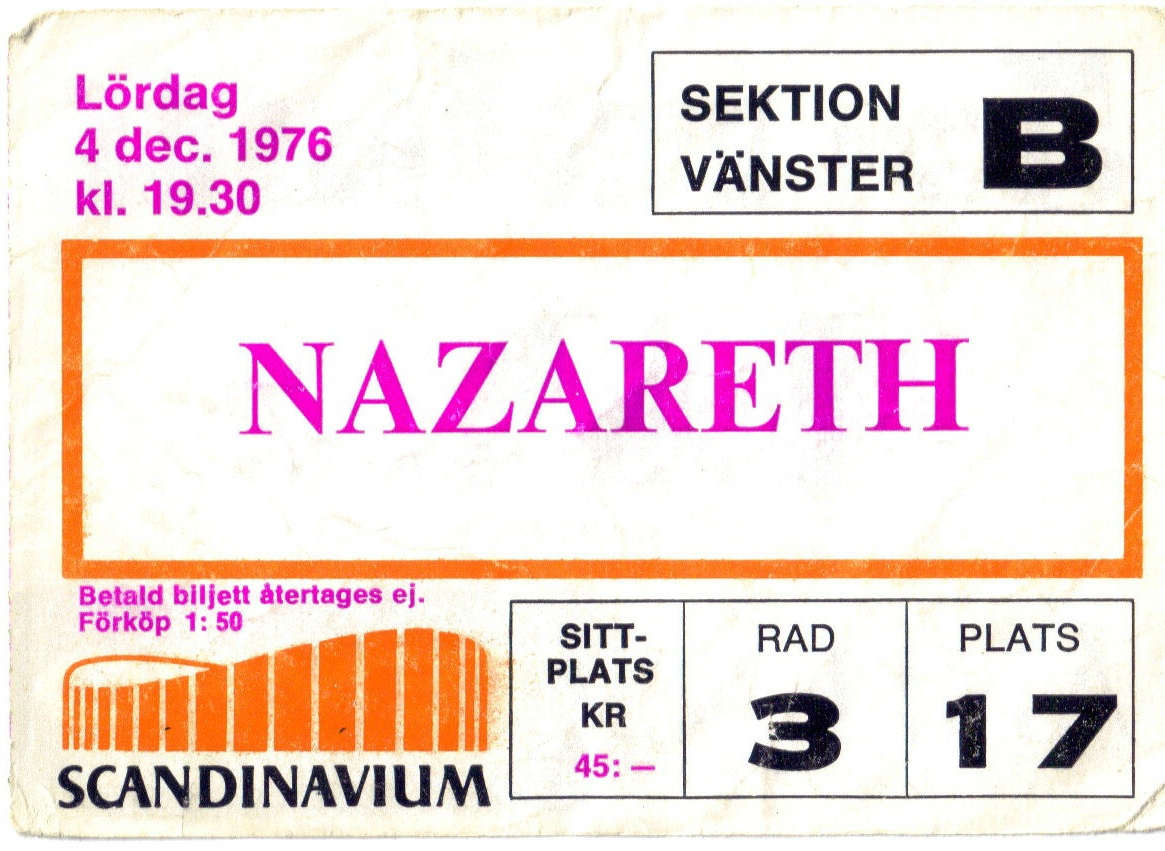 Lördag
4 dec. 1976
kl. 19.30
SEKTION
VÄNSTER
B
NAZARETH
Betald biljett återtages ej.
Förköp 1: 50
SCANDINAVIUM
SITT-
PLATS
KR
45: —
RAD
3
PLATS
17